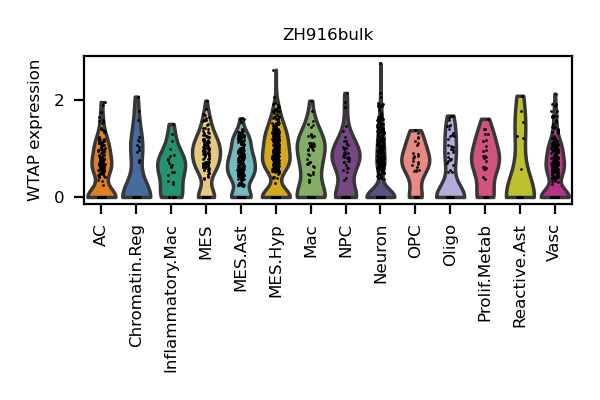 ZH916bulk
WTAP expression
2
0
AC
Chromatin.Reg
Inflammatory.Mac
MES
MES.Ast
MES.Hyp
Mac
NPC
Neuron
OPC
Oligo
Prolif.Metab
Reactive.Ast
Vasc